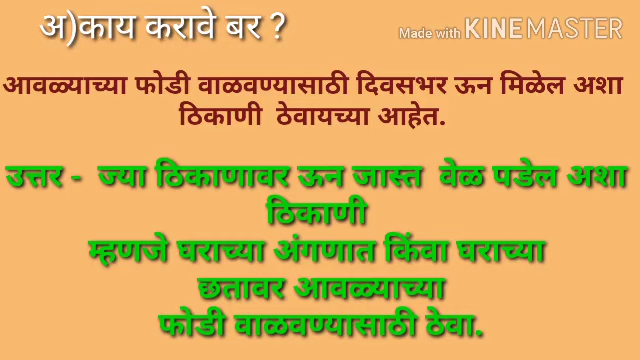 अ)काय करावे बर ?
Made with KINEMASTER
आवळ्याच्या फोडी वाळवण्यासाठी दिवसभर ऊन मिळेल अशा
ठिकाणी ठेवायच्या आहेत.
उत्तर - ज्या ठिकाणावर ऊन जास्त वेळ पडेल अशा
ठिकाणी
म्हणजे घराच्या अंगणात किंवा घराच्या
छतावर आवळ्याच्या
फोडी वाळवण्यासाठी ठेवा.